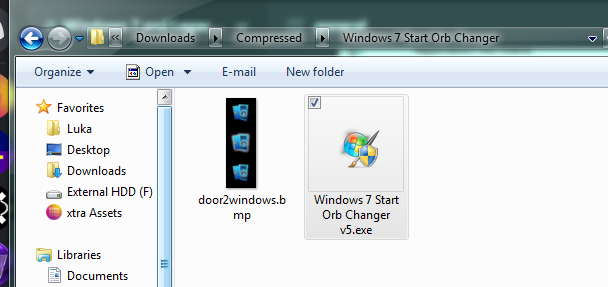 Downloads Compressed Windows 7 Start Orb Changer
Organize Open E-mail New folder
Favorites
Luka
Desktop
Downloads
External HDD (F)
xtra Assets
Libraries
Documents
door2windows.b
mp
Windows 7 Start
Orb Changer
v5.exe